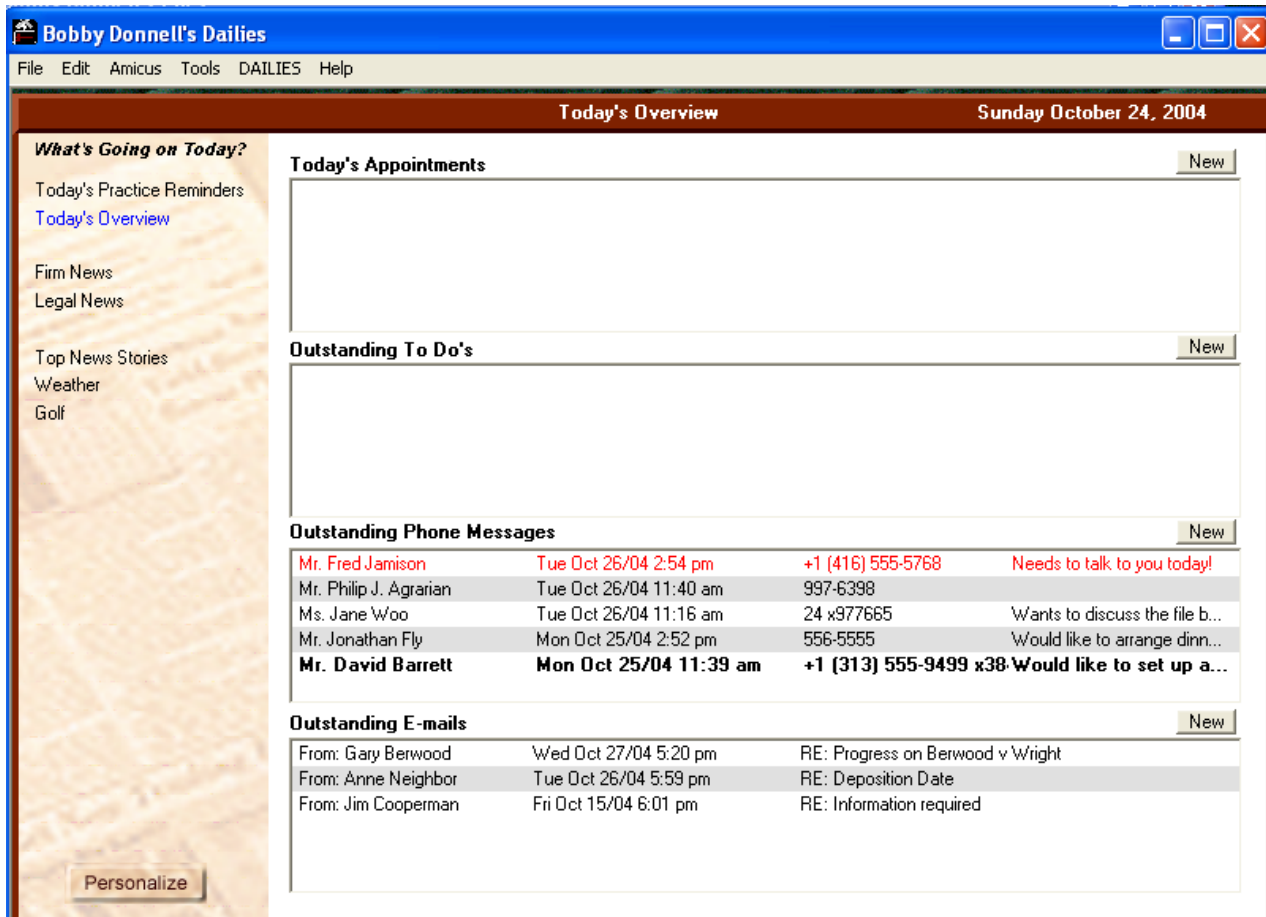 Bobby Donnell's Dailies
File Edit Amicus Tools DAILIES Help
Today's Overview Sunday October 24, 2004
What's Going on Today?
Today's Practice Reminders
Today's Overview
Firm News
Legal News
Top News Stories
Weather
Golf
Personalize
Today's Appointments New
Outstanding To Do's New
Outstanding Phone Messages New
Mr. Fred Jamison Tue Oct 26/04 2:54 pm +1 (416) 555-5768 Needs to talk to you today!
Mr. Philip J. Agrarian Tue Oct 26/04 11:40 am 997-6398
Ms. Jane Woo Tue Oct 26/04 11:16 am 24 x977665 Wants to discuss the file b...
Mr. Jonathan Fly Mon Oct 25/04 2:52 pm 556-5555 Would like to arrange dinn...
Mr. David Barrett Mon Oct 25/04 11:39 am +1 (313) 555-9499 x38 Would like to set up a...
Outstanding E-mails New
From: Gary Berwood Wed Oct 27/04 5:20 pm RE: Progress on Berwood v Wright
From: Anne Neighbor Tue Oct 26/04 5:59 pm RE: Deposition Date
From: Jim Cooperman Fri Oct 15/04 6:01 pm RE: Information required